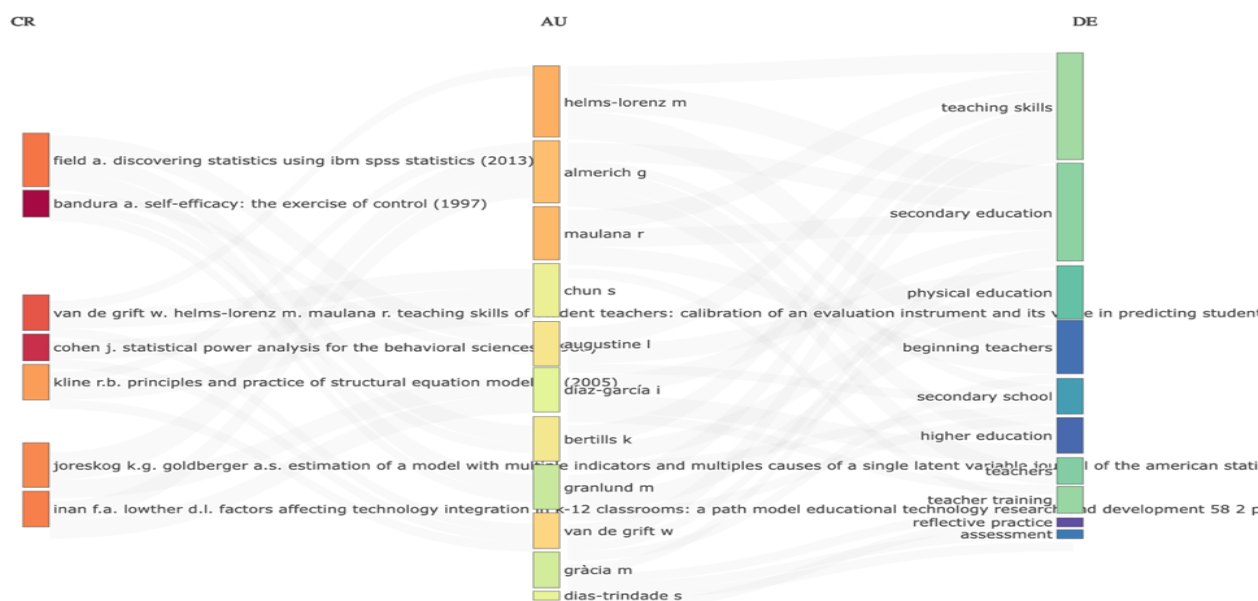 CR
AU
DE
field a. discovering statistics using ibm spss statistics (2013)
bandura a. self-efficacy: the exercise of control (1997)
van de grift w. helms-lorenz m. maulana r. teaching skills of student teachers: calibration of an evaluation instrument and its value in predicting student
cohen j. statistical power analysis for the behavioral sciences
kline r.b. principles and practice of structural equation model (2005)
joreskog k.g. goldberger a.s. estimation of a model with multiple indicators and multiples causes of a single latent variable journal of the american stati
inan f.a. lowther d.l. factors affecting technology integration in k-12 classrooms: a path model educational technology research and development 58 2 p
helms-lorenz m
almerich g
maulana r
chun s
augustine l
díaz-garcía i
bertills k
granlund m
van de grift w
gràcia m
dias-trindade s
teaching skills
secondary education
physical education
beginning teachers
secondary school
higher education
teachers
teacher training
reflective practice
assessment